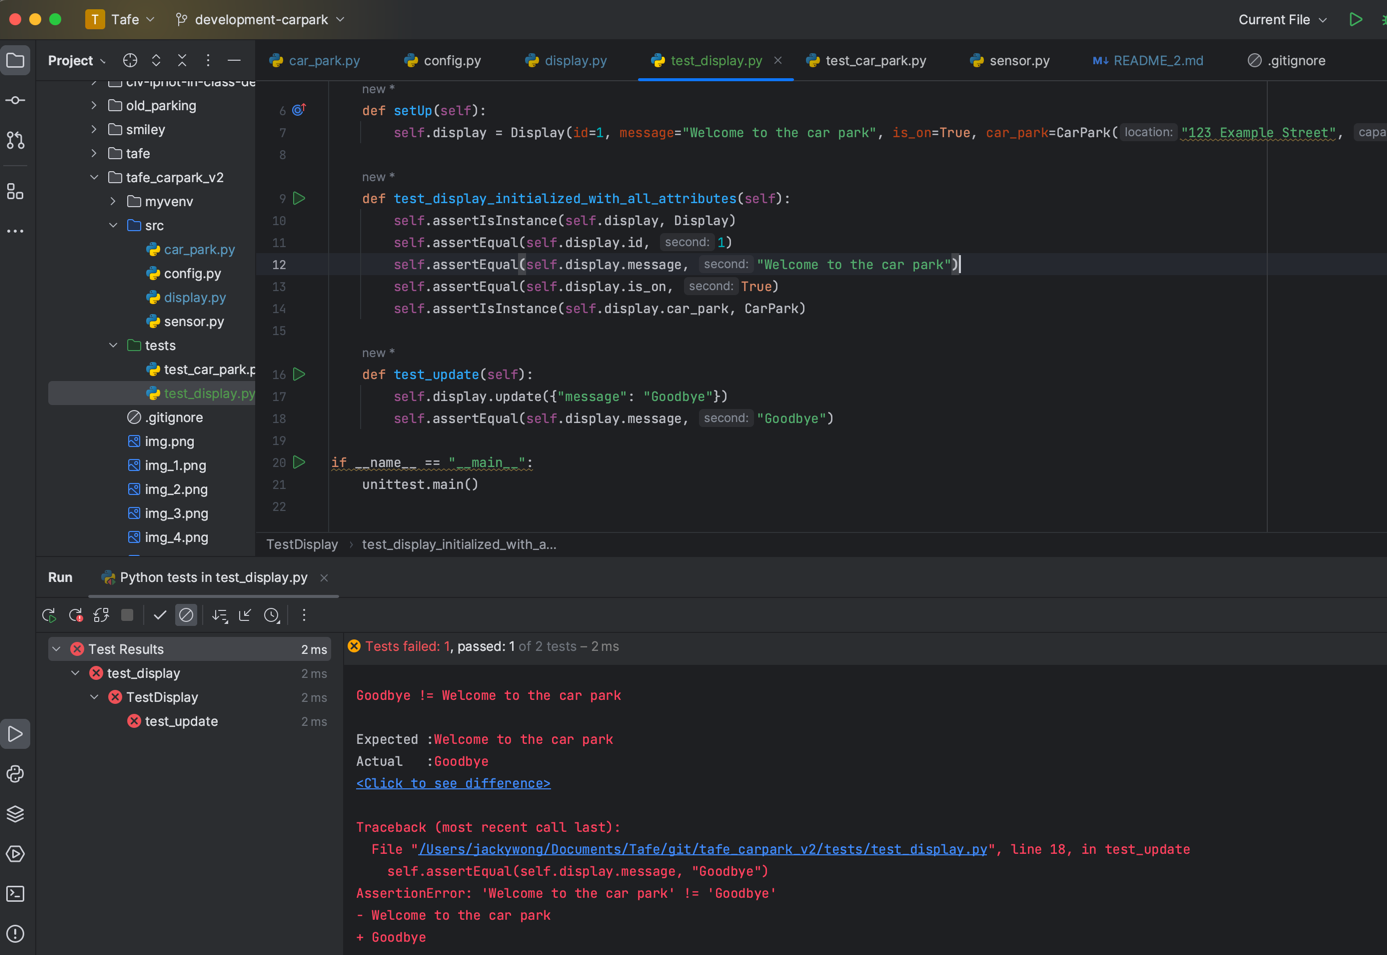 T Tafe development-carpark Current File
Project car_park.py config.py display.py test_display.py test_car_park.py sensor.py M↓ README_2.md .gitignore
civ-ipriot-in-class-de
old_parking
smiley
tafe
tafe_carpark_v2
myvenv
src
car_park.py
config.py
display.py
sensor.py
tests
test_car_park.p
test_display.py
.gitignore
img.png
img_1.png
img_2.png
img_3.png
img_4.png
new *
6 def setUp(self):
7 self.display = Display(id=1, message="Welcome to the car park", is_on=True, car_park=CarPark( location: "123 Example Street", capa
8
new *
9 def test_display_initialized_with_all_attributes(self):
10 self.assertIsInstance(self.display, Display)
11 self.assertEqual(self.display.id, second: 1)
12 self.assertEqual(self.display.message, second: "Welcome to the car park")
13 self.assertEqual(self.display.is_on, second: True)
14 self.assertIsInstance(self.display.car_park, CarPark)
15
new *
16 def test_update(self):
17 self.display.update({"message": "Goodbye"})
18 self.assertEqual(self.display.message, second: "Goodbye")
19
20 if __name__ == "__main__":
21 unittest.main()
22
TestDisplay › test_display_initialized_with_a...
Run Python tests in test_display.py
Test Results 2 ms
test_display 2 ms
TestDisplay 2 ms
test_update 2 ms
Tests failed: 1, passed: 1 of 2 tests – 2 ms
Goodbye != Welcome to the car park
Expected :Welcome to the car park
Actual :Goodbye
<Click to see difference>
Traceback (most recent call last):
File "/Users/jackywong/Documents/Tafe/git/tafe_carpark_v2/tests/test_display.py", line 18, in test_update
self.assertEqual(self.display.message, "Goodbye")
AssertionError: 'Welcome to the car park' != 'Goodbye'
- Welcome to the car park
+ Goodbye